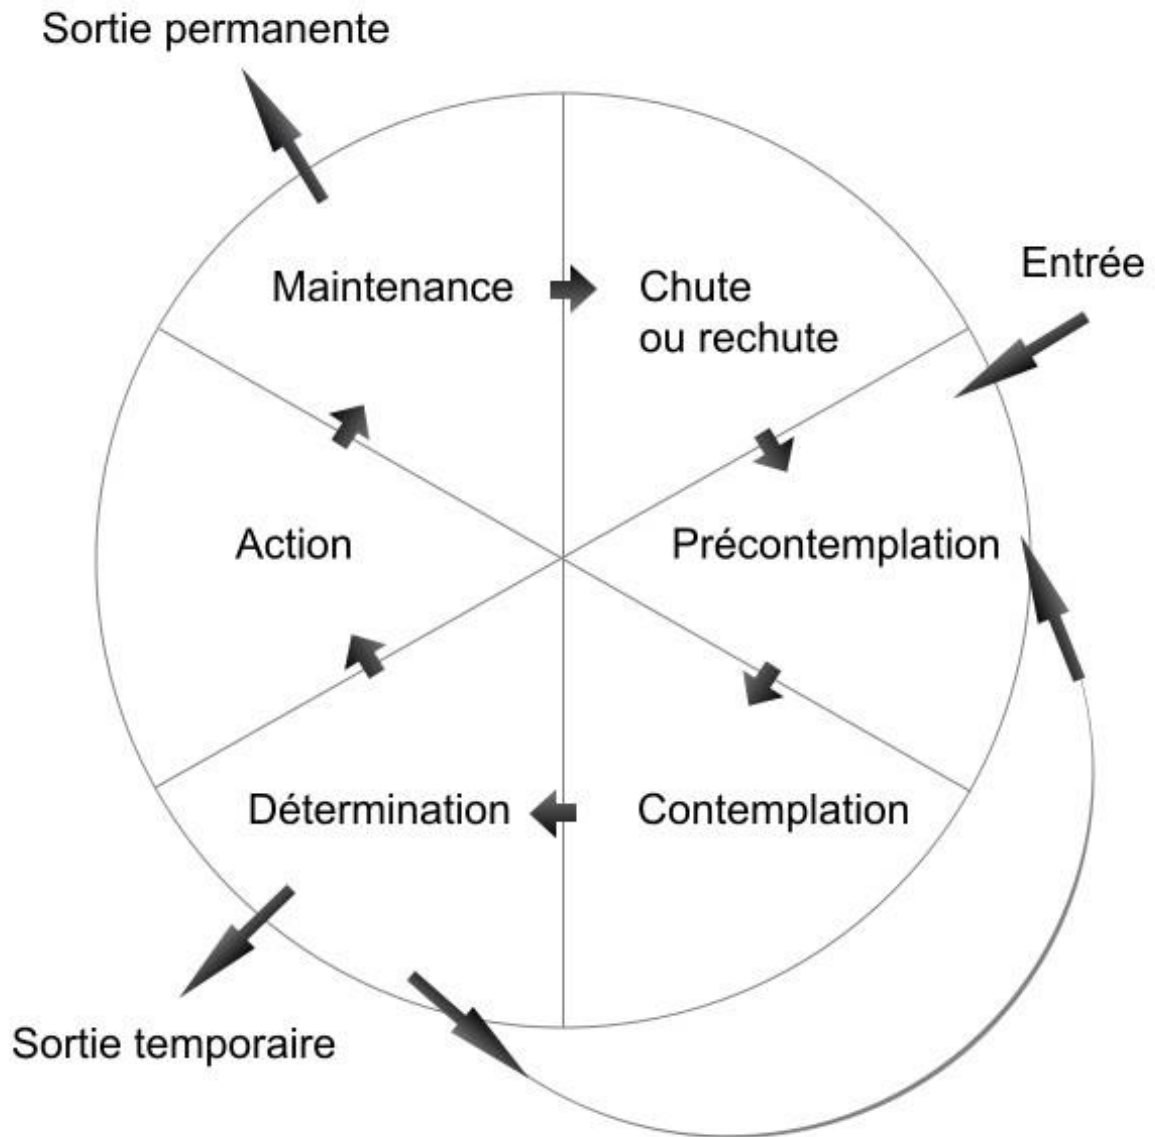 Sortie permanente
Entrée
Maintenance
Chute
ou rechute
Action
Précontemplation
Détermination
Contemplation
Sortie temporaire